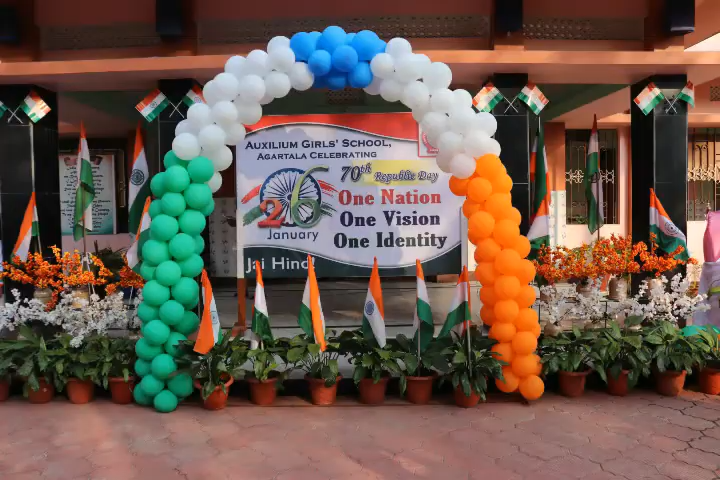 AUXILIUM GIRLS' SCHOOL,
AGARTALA CELEBRATING
70th Republic Day
26
January
One Nation
One Vision
One Identity
Jai Hind